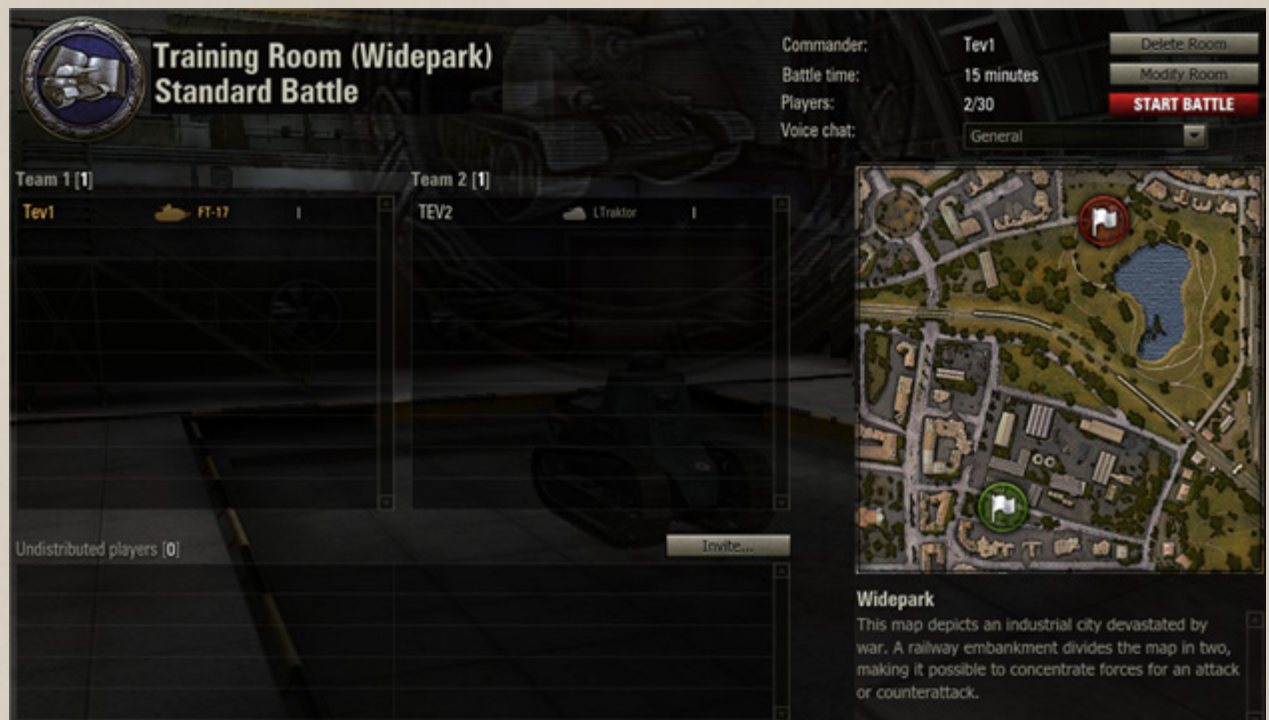 Training Room (Widepark)
Standard Battle
Commander: Tev1
Battle time: 15 minutes
Players: 2/30
Voice chat: General
Delete Room
Modify Room
START BATTLE
Team 1 [1]
Tev1 FT-17 I
Team 2 [1]
TEV2 LTraktor I
Undistributed players [0]
Invite...
Widepark
This map depicts an industrial city devastated by
war. A railway embankment divides the map in two,
making it possible to concentrate forces for an attack
or counterattack.